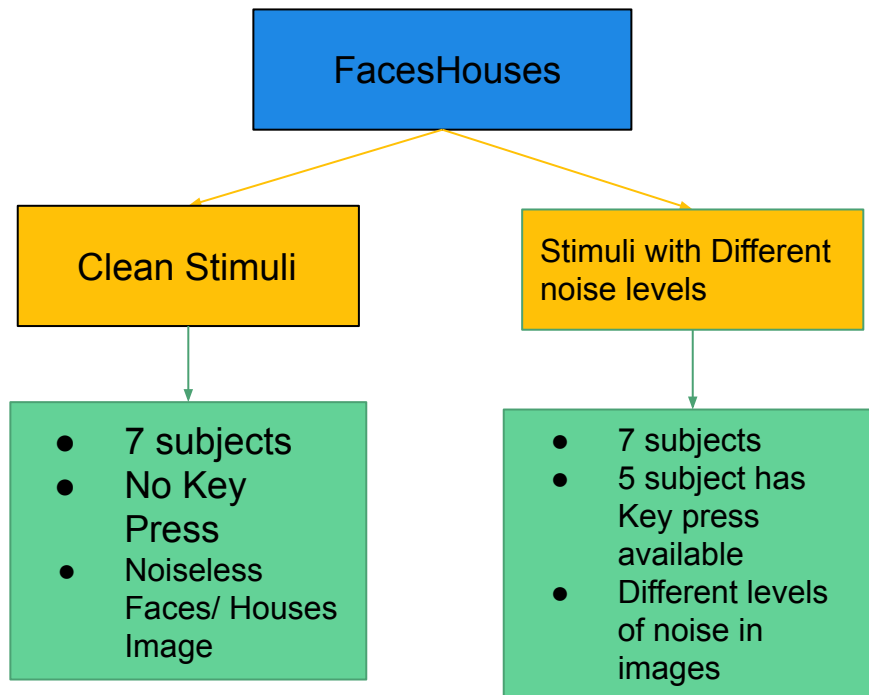 FacesHouses
Clean Stimuli
Stimuli with Different
noise levels
● 7 subjects
● No Key
Press
● Noiseless
Faces/ Houses
Image
● 7 subjects
● 5 subject has
Key press
available
● Different levels
of noise in
images